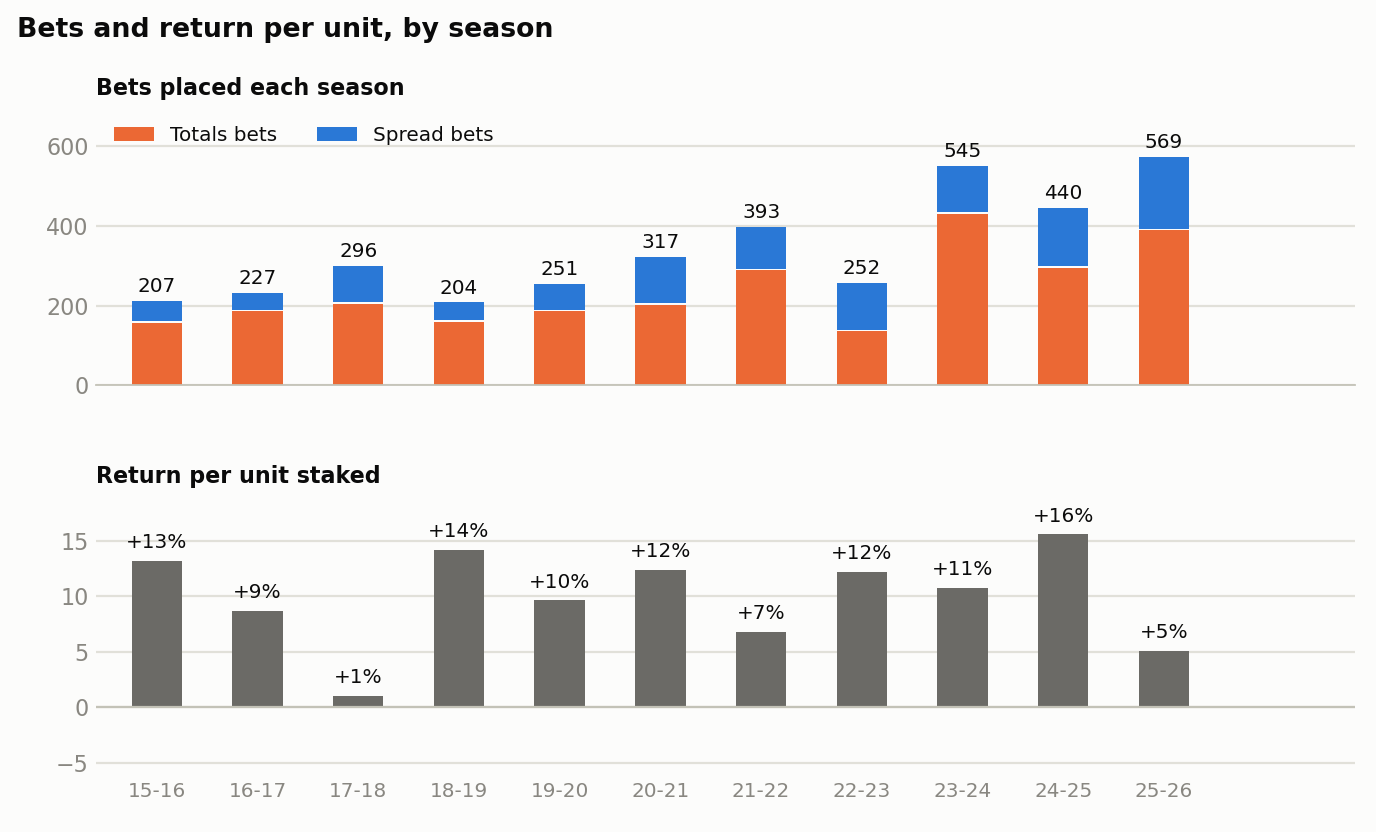 Bets and return per unit, by season
Bets placed each season
Totals bets Spread bets
600
400
200
0
207 227 296 204 251 317 393 252 545 440 569
Return per unit staked
15
10
5
0
−5
+13% +9% +1% +14% +10% +12% +7% +12% +11% +16% +5%
15-16 16-17 17-18 18-19 19-20 20-21 21-22 22-23 23-24 24-25 25-26